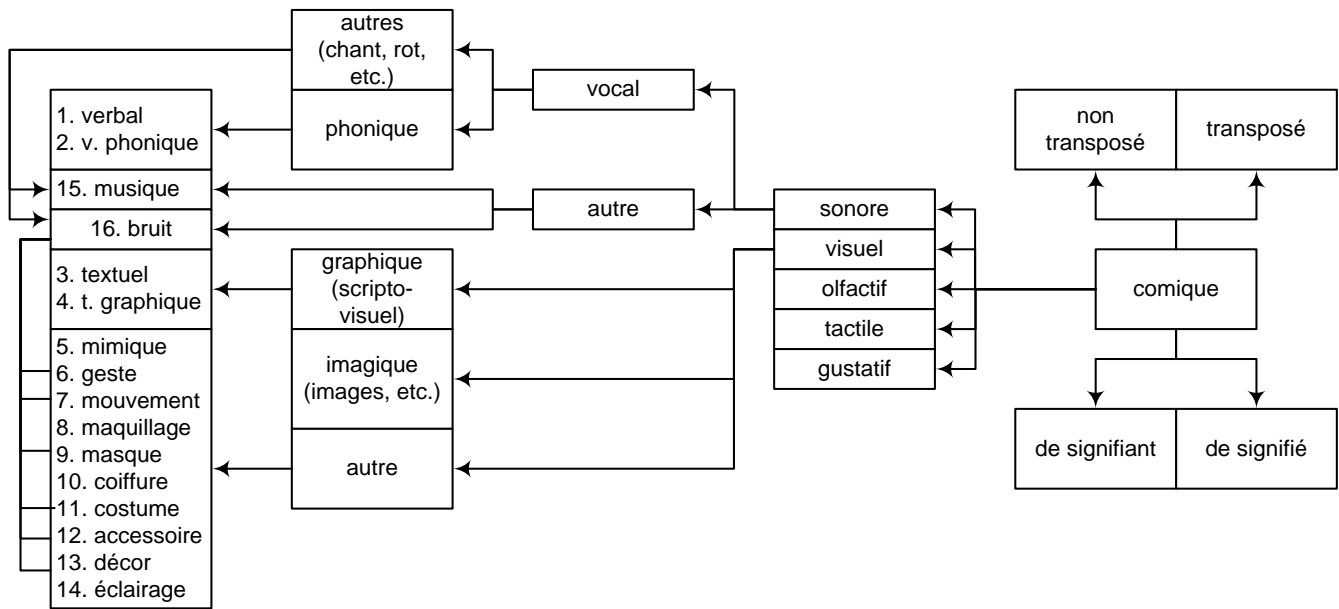 autres
(chant, rot,
etc.)
phonique
1. verbal
2. v. phonique
15. musique
16. bruit
3. textuel
4. t. graphique
5. mimique
6. geste
7. mouvement
8. maquillage
9. masque
10. coiffure
11. costume
12. accessoire
13. décor
14. éclairage
graphique
(scripto-
visuel)
imagique
(images, etc.)
autre
vocal
autre
sonore
visuel
olfactif
tactile
gustatif
non
transposé
transposé
comique
de signifiant
de signifié